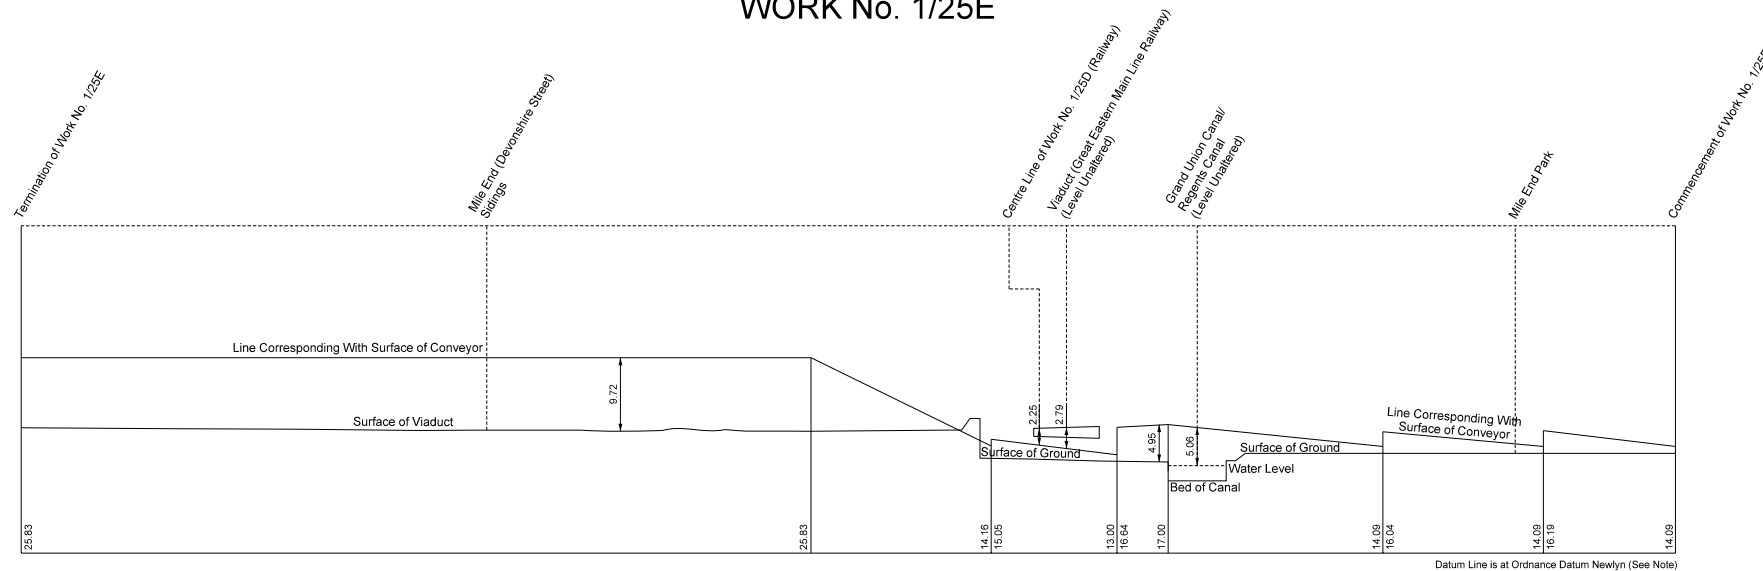 WORK No. 1/25E
Termination of Work No. 1/25E
Mile End (Devonshire Street)
Sidings
Centre Line of Work No. 1/25D (Railway)
Viaduct (Great Eastern Main Line Railway)
(Level Unaltered)
Grand Union Canal/
Regents Canal
(Level Unaltered)
Mile End Park
Commencement of Work No. 1/25E
Line Corresponding With Surface of Conveyor
9.72
Surface of Viaduct
2.25
2.79
Surface of Ground
4.95
5.06
Surface of Ground
Water Level
Bed of Canal
Line Corresponding With
Surface of Conveyor
25.83
25.83
14.16
15.05
13.00
16.64
17.00
14.09
16.04
14.09
16.19
14.09
Datum Line is at Ordnance Datum Newlyn (See Note)